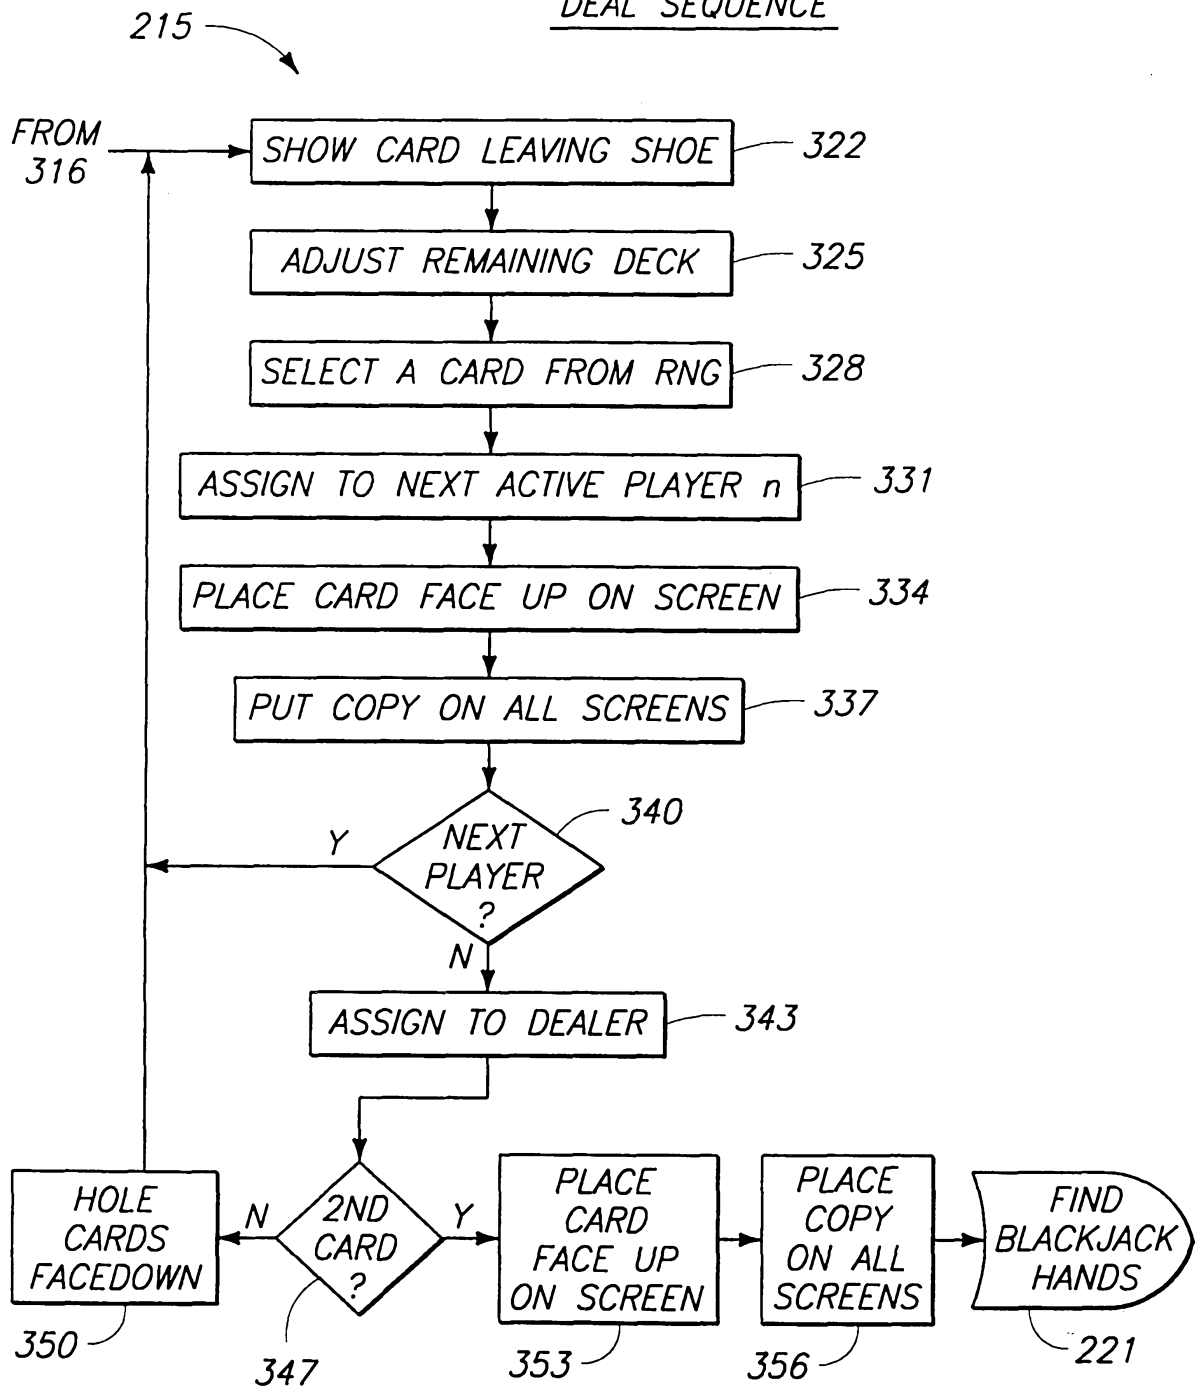 DEAL SEQUENCE
215
FROM
316
SHOW CARD LEAVING SHOE
322
ADJUST REMAINING DECK
325
SELECT A CARD FROM RNG
328
ASSIGN TO NEXT ACTIVE PLAYER n
331
PLACE CARD FACE UP ON SCREEN
334
PUT COPY ON ALL SCREENS
337
NEXT
PLAYER
?
340
Y
N
ASSIGN TO DEALER
343
2ND
CARD
?
347
N
Y
HOLE
CARDS
FACEDOWN
350
PLACE
CARD
FACE UP
ON SCREEN
353
PLACE
COPY
ON ALL
SCREENS
356
FIND
BLACKJACK
HANDS
221